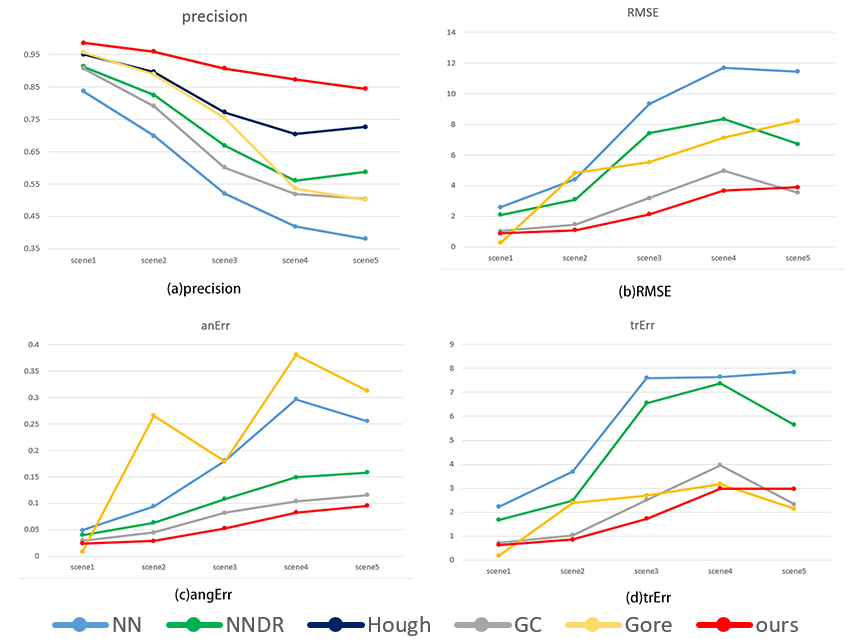 precision
0.95
0.85
0.75
0.65
0.55
0.45
0.35
scene1 scene2 scene3 scene4 scene5
(a)precision
RMSE
14
12
10
8
6
4
2
0
scene1 scene2 scene3 scene4 scene5
(b)RMSE
anErr
0.4
0.35
0.3
0.25
0.2
0.15
0.1
0.05
0
scene1 scene2 scene3 scene4 scene5
(c)angErr
trErr
9
8
7
6
5
4
3
2
1
0
scene1 scene2 scene3 scene4 scene5
(d)trErr
NN NNDR Hough GC Gore ours